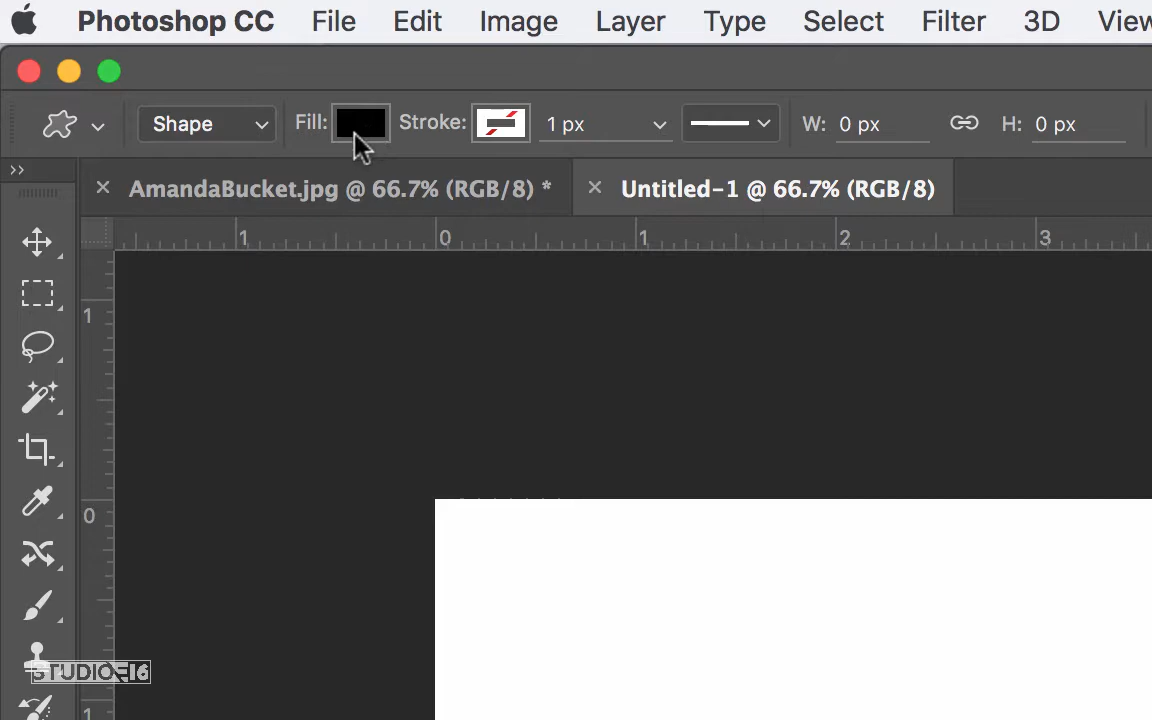 Photoshop CC File Edit Image Layer Type Select Filter 3D View
Shape Fill: Stroke: 1 px W: 0 px H: 0 px
AmandaBucket.jpg @ 66.7% (RGB/8) * Untitled-1 @ 66.7% (RGB/8)
1 0 1 2 3
1
0
STUDIO 16
1